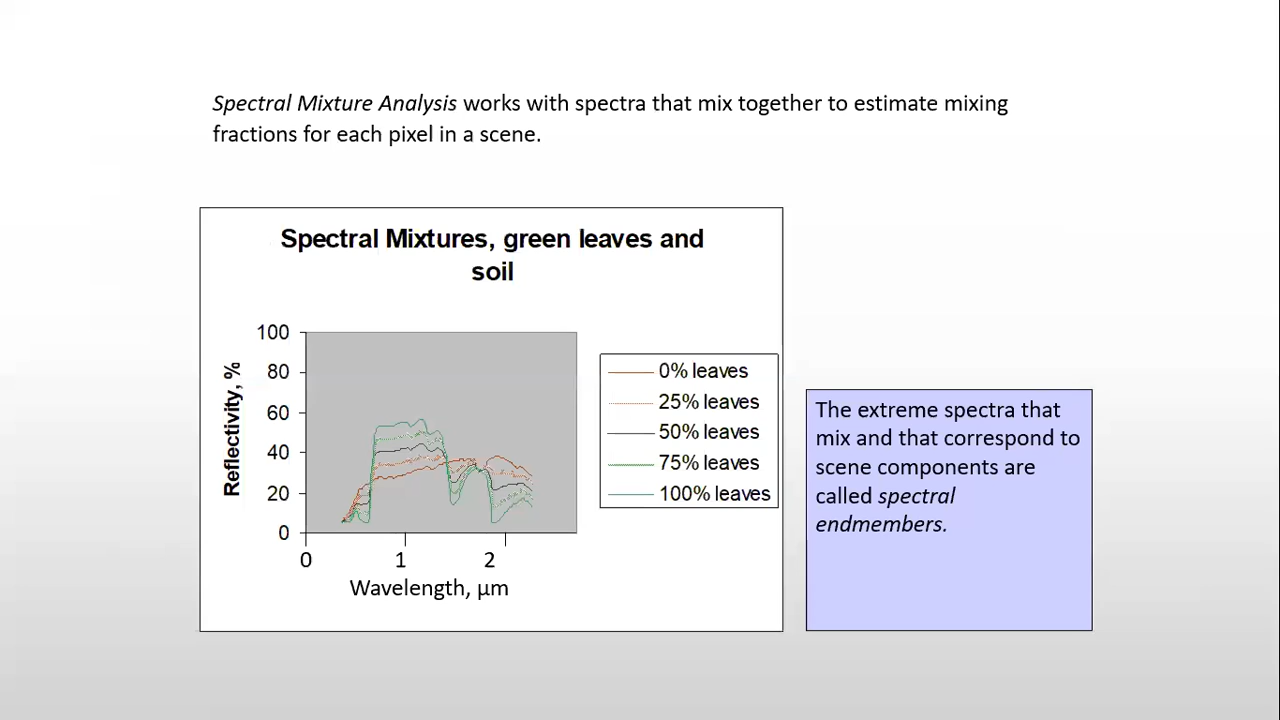 Spectral Mixture Analysis works with spectra that mix together to estimate mixing
fractions for each pixel in a scene.
Spectral Mixtures, green leaves and
soil
100
80
60
40
20
0
Reflectivity, %
0 1 2
Wavelength, µm
0% leaves
25% leaves
50% leaves
75% leaves
100% leaves
The extreme spectra that
mix and that correspond to
scene components are
called spectral
endmembers.